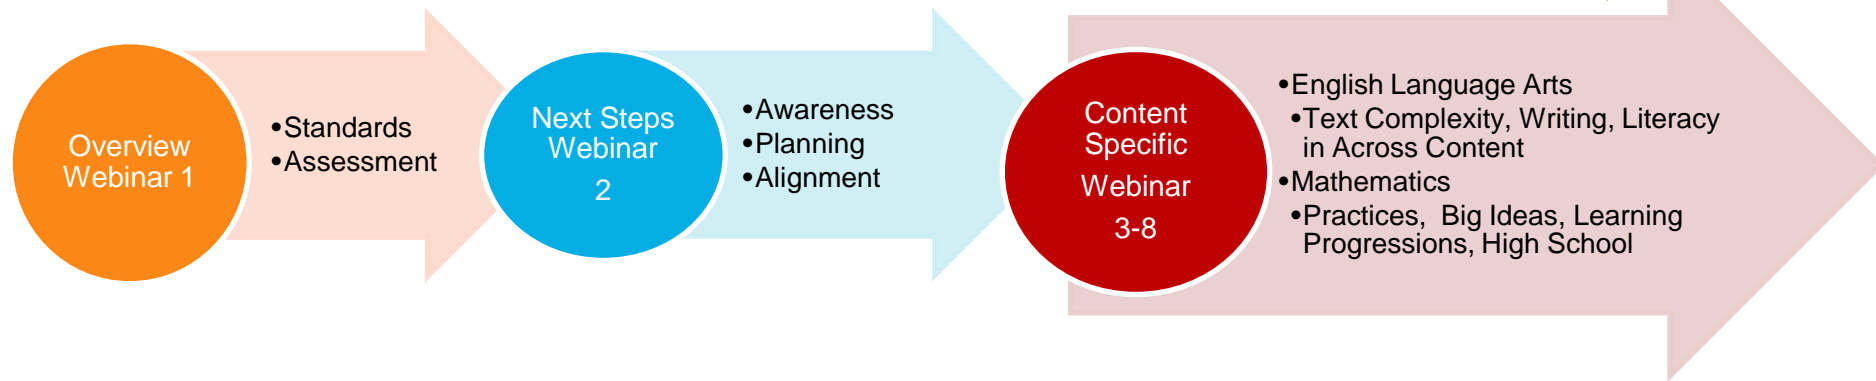 Overview
Webinar 1
•Standards
•Assessment
Next Steps
Webinar
2
•Awareness
•Planning
•Alignment
Content
Specific
Webinar
3-8
•English Language Arts
•Text Complexity, Writing, Literacy
in Across Content
•Mathematics
•Practices,  Big Ideas, Learning
Progressions, High School